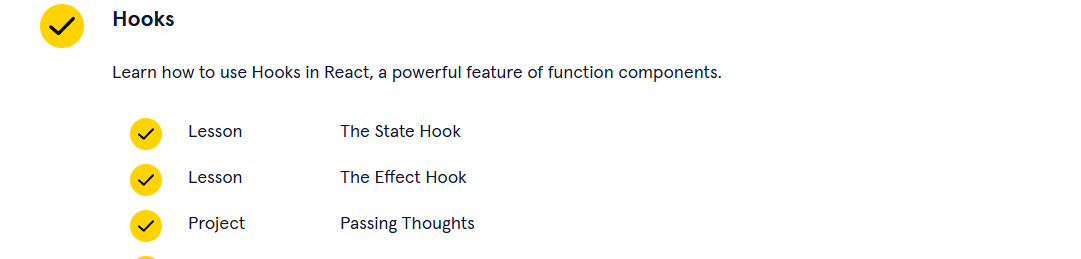 Hooks
Learn how to use Hooks in React, a powerful feature of function components.
Lesson The State Hook
Lesson The Effect Hook
Project Passing Thoughts